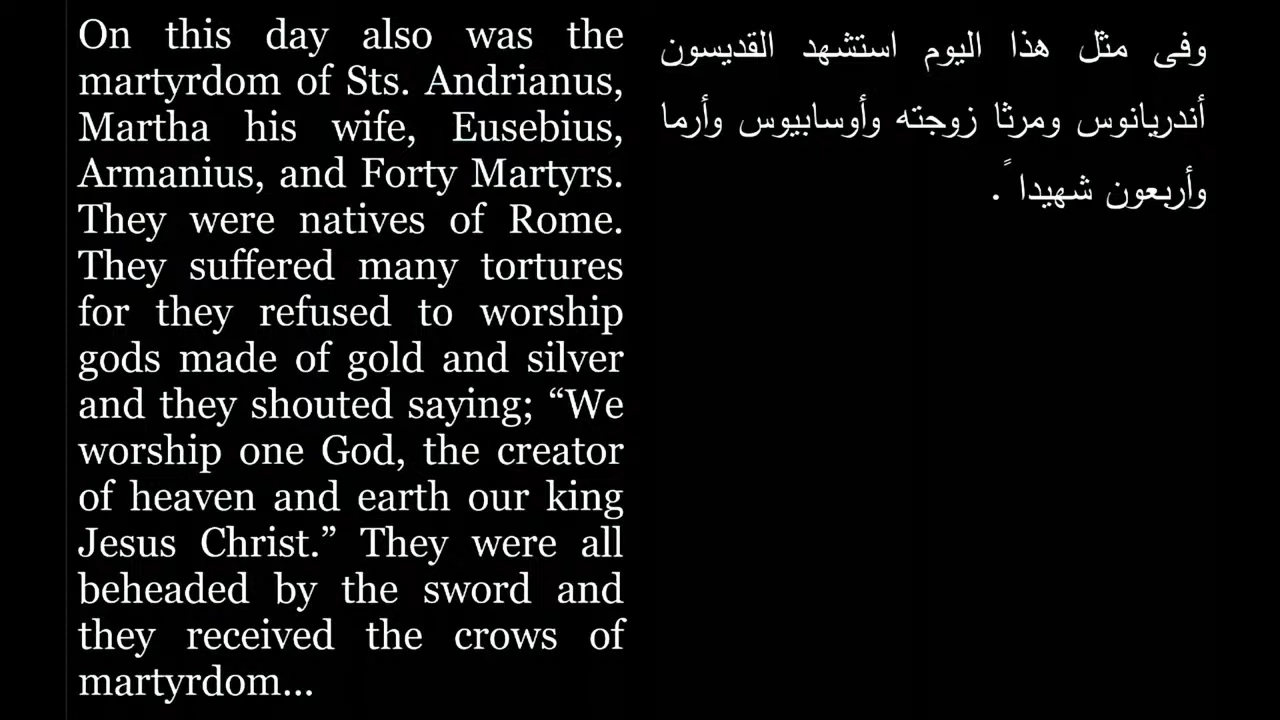 On this day also was the
martyrdom of Sts. Andrianus,
Martha his wife, Eusebius,
Armanius, and Forty Martyrs.
They were natives of Rome.
They suffered many tortures
for they refused to worship
gods made of gold and silver
and they shouted saying; “We
worship one God, the creator
of heaven and earth our king
Jesus Christ.” They were all
beheaded by the sword and
they received the crows of
martyrdom...
وفى مثل هذا اليوم استشهد القديسون
أندريانوس ومرثا زوجته وأوسابيوس وأرما
وأربعون شهيدا ً .